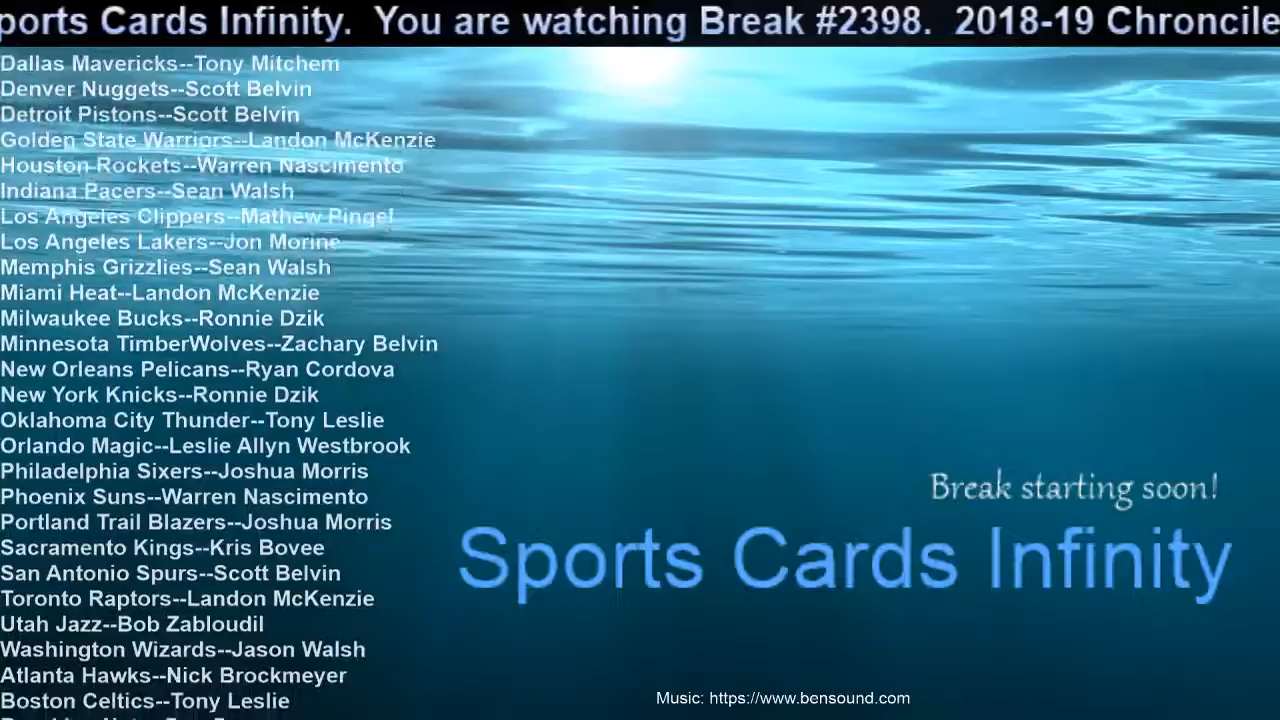 ports Cards Infinity.  You are watching Break #2398.  2018-19 Chroncile
Dallas Mavericks--Tony Mitchem
Denver Nuggets--Scott Belvin
Detroit Pistons--Scott Belvin
Golden State Warriors--Landon McKenzie
Houston Rockets--Warren Nascimento
Indiana Pacers--Sean Walsh
Los Angeles Clippers--Mathew Pingel
Los Angeles Lakers--Jon Morine
Memphis Grizzlies--Sean Walsh
Miami Heat--Landon McKenzie
Milwaukee Bucks--Ronnie Dzik
Minnesota TimberWolves--Zachary Belvin
New Orleans Pelicans--Ryan Cordova
New York Knicks--Ronnie Dzik
Oklahoma City Thunder--Tony Leslie
Orlando Magic--Leslie Allyn Westbrook
Philadelphia Sixers--Joshua Morris
Phoenix Suns--Warren Nascimento
Portland Trail Blazers--Joshua Morris
Sacramento Kings--Kris Bovee
San Antonio Spurs--Scott Belvin
Toronto Raptors--Landon McKenzie
Utah Jazz--Bob Zabloudil
Washington Wizards--Jason Walsh
Atlanta Hawks--Nick Brockmeyer
Boston Celtics--Tony Leslie
Break starting soon!
Sports Cards Infinity
Music: https://www.bensound.com